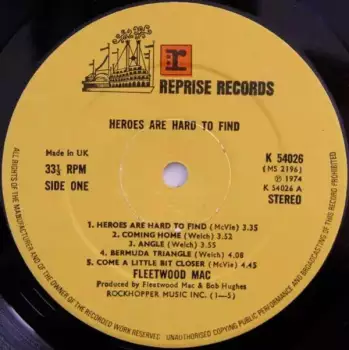 r
REPRISE RECORDS
HEROES ARE HARD TO FIND
Made in UK
33⅓ RPM
SIDE ONE
K 54026
(MS 2196)
℗ 1974
K 54026 A
STEREO
1. HEROES ARE HARD TO FIND (McVie) 3.35
2. COMING HOME (Welch) 3.52
3. ANGEL (Welch) 3.55
4. BERMUDA TRIANGLE (Welch) 4.08
5. COME A LITTLE BIT CLOSER (McVie) 4.45
FLEETWOOD MAC
Produced by Fleetwood Mac & Bob Hughes
ROCKHOPPER MUSIC INC. (1—5)
ALL RIGHTS OF THE MANUFACTURER AND OF THE OWNER OF THE RECORDED WORK RESERVED. UNAUTHORISED COPYING PUBLIC PERFORMANCE AND BROADCASTING OF THIS RECORD PROHIBITED